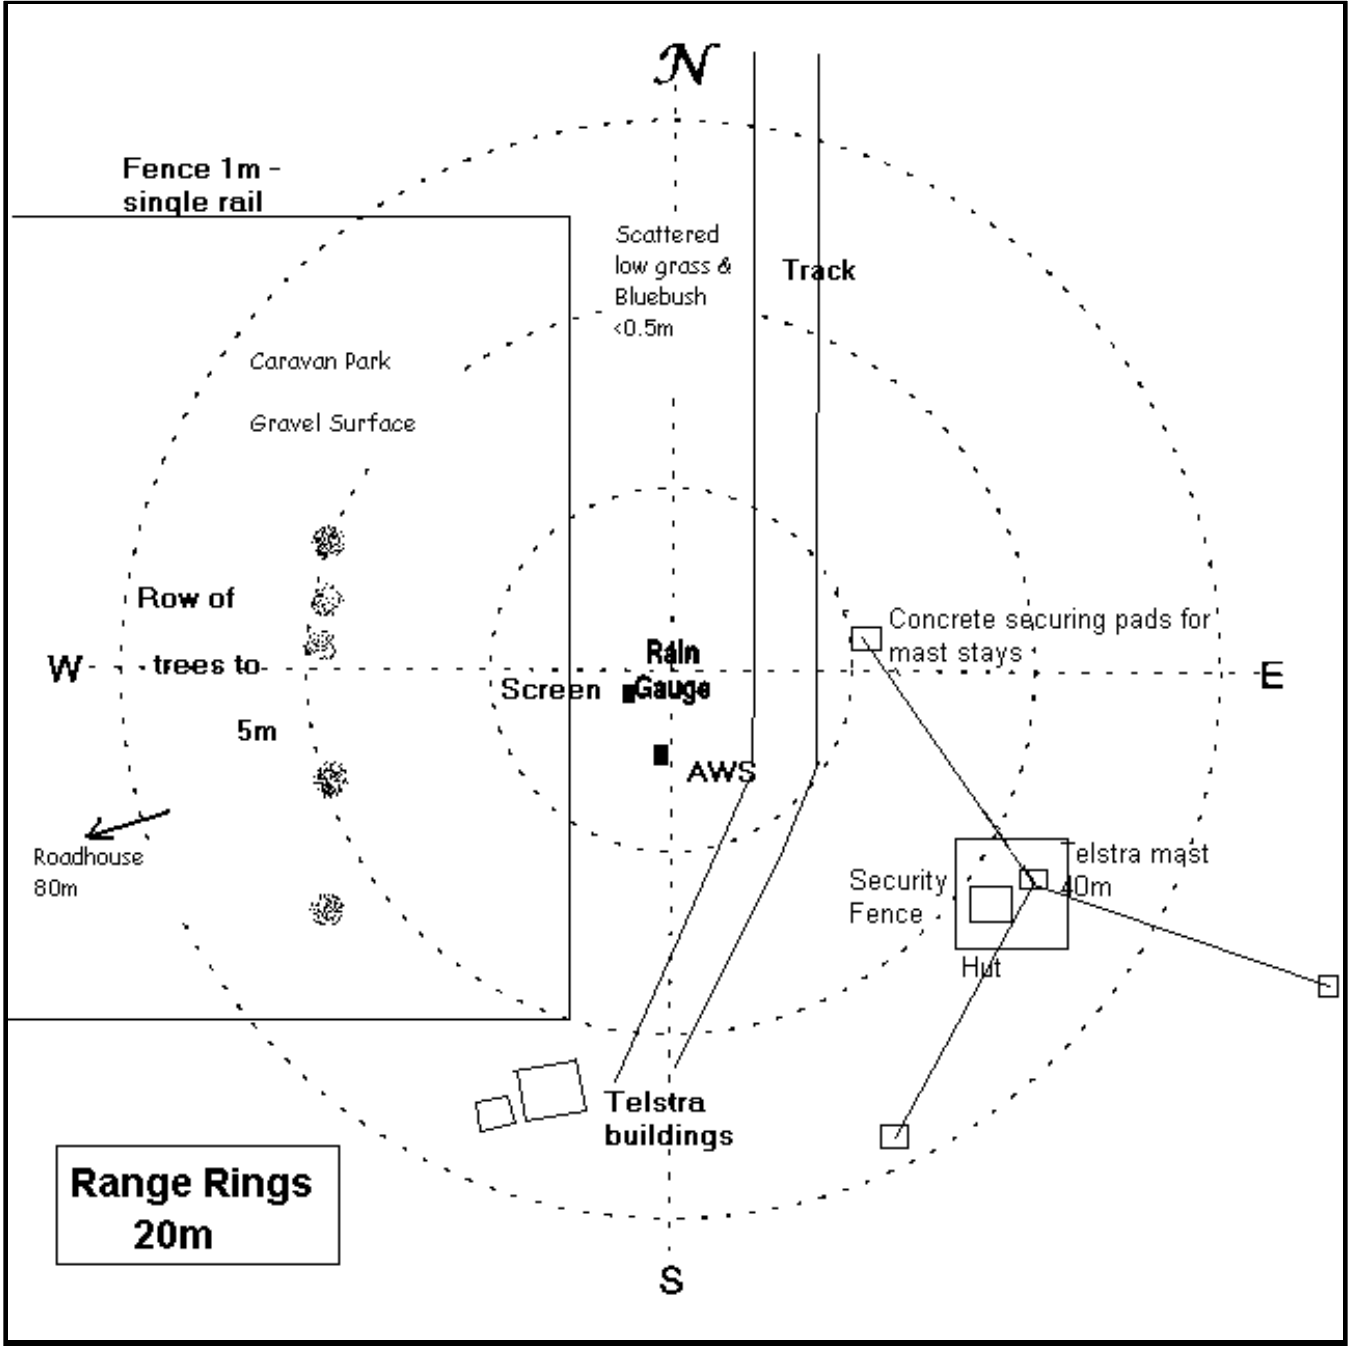 N
Fence 1m -
single rail
Scattered
low grass &
Bluebush
<0.5m
Track
Caravan Park
Gravel Surface
Row of
trees to
5m
W
Rain
Gauge
Screen
AWS
Concrete securing pads for
mast stays
E
Roadhouse
80m
Security
Fence
Telstra mast
40m
Hut
Telstra
buildings
Range Rings
20m
S